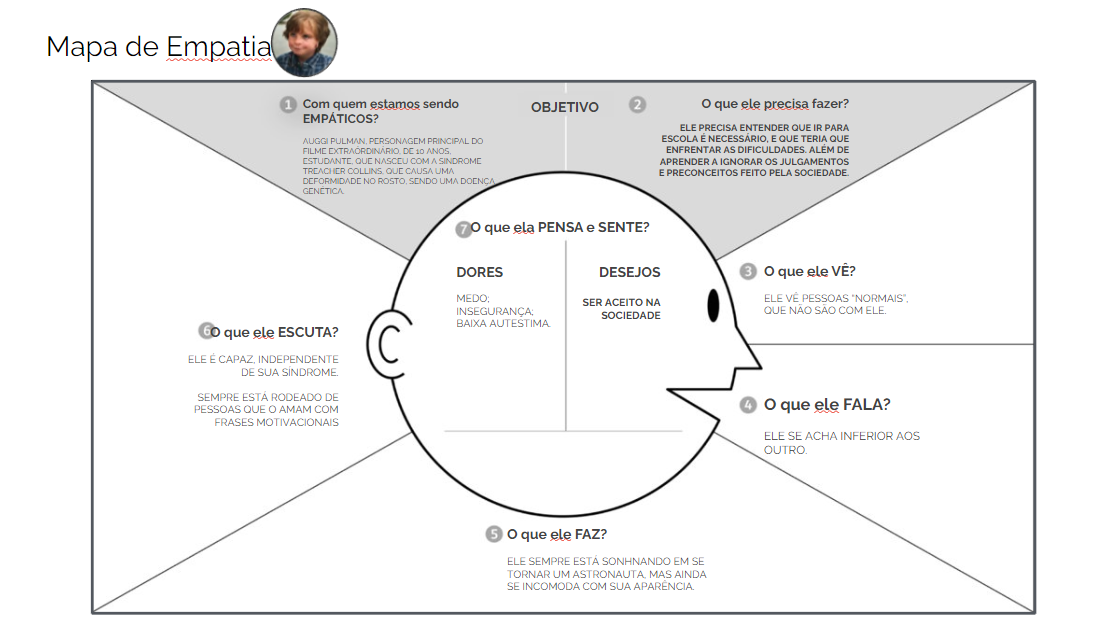 Mapa de Empatia
1 Com quem estamos sendo
EMPÁTICOS?
AUGGI PULMAN, PERSONAGEM PRINCIPAL DO
FILME EXTRAORDINÁRIO, DE 10 ANOS,
ESTUDANTE, QUE NASCEU COM A SINDROME
TREACHER COLLINS, QUE CAUSA UMA
DEFORMIDADE NO ROSTO, SENDO UMA DOENÇA
GENÉTICA.
OBJETIVO
2 O que ele precisa fazer?
ELE PRECISA ENTENDER QUE IR PARA
ESCOLA É NECESSÁRIO, E QUE TERIA QUE
ENFRENTAR AS DIFICULDADES. ALÉM DE
APRENDER A IGNORAR OS JULGAMENTOS
E PRECONCEITOS FEITO PELA SOCIEDADE.
7 O que ela PENSA e SENTE?
DORES
MEDO;
INSEGURANÇA;
BAIXA AUTESTIMA.
DESEJOS
SER ACEITO NA
SOCIEDADE
3 O que ele VÊ?
ELE VÊ PESSOAS “NORMAIS”,
QUE NÃO SÃO COM ELE.
6 O que ele ESCUTA?
ELE É CAPAZ, INDEPENDENTE
DE SUA SÍNDROME.
SEMPRE ESTÁ RODEADO DE
PESSOAS QUE O AMAM COM
FRASES MOTIVACIONAIS
4 O que ele FALA?
ELE SE ACHA INFERIOR AOS
OUTRO.
5 O que ele FAZ?
ELE SEMPRE ESTÁ SONHNANDO EM SE
TORNAR UM ASTRONAUTA, MAS AINDA
SE INCOMODA COM SUA APARÊNCIA.